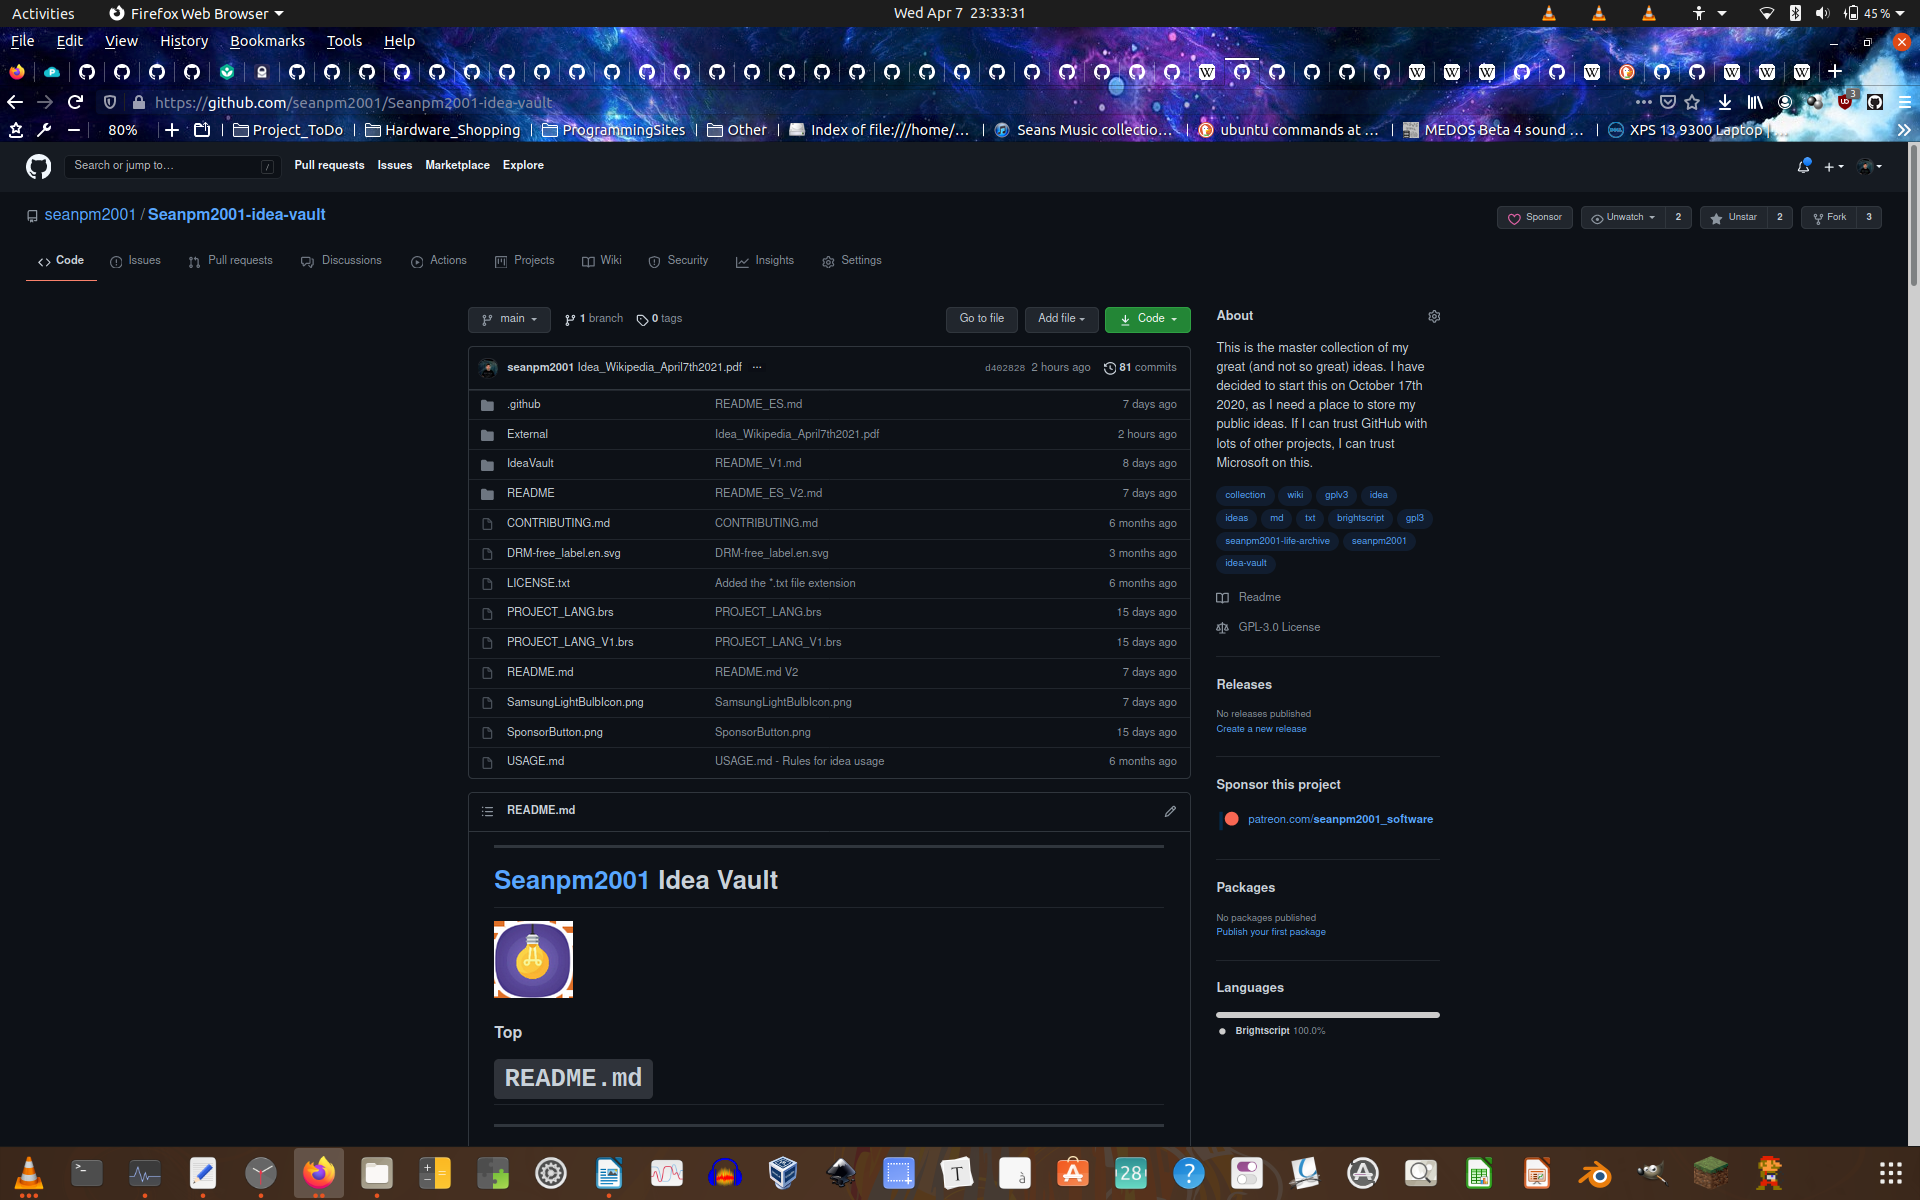 Activities
Firefox Web Browser
Wed Apr 7 23:33:31
45 %
File Edit View History Bookmarks Tools Help
https://github.com/seanpm2001/Seanpm2001-idea-vault
3
80%
Project_ToDo
Hardware_Shopping
ProgrammingSites
Other
Index of file:///home/...
Seans Music collectio...
ubuntu commands at ...
MEDOS Beta 4 sound ...
XPS 13 9300 Laptop | ...
Search or jump to...
/
Pull requests Issues Marketplace Explore
seanpm2001 / Seanpm2001-idea-vault
Sponsor
Unwatch 2
Unstar 2
Fork 3
Code
Issues
Pull requests
Discussions
Actions
Projects
Wiki
Security
Insights
Settings
main
1 branch
0 tags
Go to file
Add file
Code
seanpm2001 Idea_Wikipedia_April7th2021.pdf ...
d402828 2 hours ago
81 commits
.github README_ES.md 7 days ago
External Idea_Wikipedia_April7th2021.pdf 2 hours ago
IdeaVault README_V1.md 8 days ago
README README_ES_V2.md 7 days ago
CONTRIBUTING.md CONTRIBUTING.md 6 months ago
DRM-free_label.en.svg DRM-free_label.en.svg 3 months ago
LICENSE.txt Added the *.txt file extension 6 months ago
PROJECT_LANG.brs PROJECT_LANG.brs 15 days ago
PROJECT_LANG_V1.brs PROJECT_LANG_V1.brs 15 days ago
README.md README.md V2 7 days ago
SamsungLightBulbIcon.png SamsungLightBulbIcon.png 7 days ago
SponsorButton.png SponsorButton.png 15 days ago
USAGE.md USAGE.md - Rules for idea usage 6 months ago
README.md
Seanpm2001 Idea Vault
Top
README.md
About
This is the master collection of my
great (and not so great) ideas. I have
decided to start this on October 17th
2020, as I need a place to store my
public ideas. If I can trust GitHub with
lots of other projects, I can trust
Microsoft on this.
collection wiki gplv3 idea
ideas md txt brightscript gpl3
seanpm2001-life-archive seanpm2001
idea-vault
Readme
GPL-3.0 License
Releases
No releases published
Create a new release
Sponsor this project
patreon.com/seanpm2001_software
Packages
No packages published
Publish your first package
Languages
Brightscript 100.0%